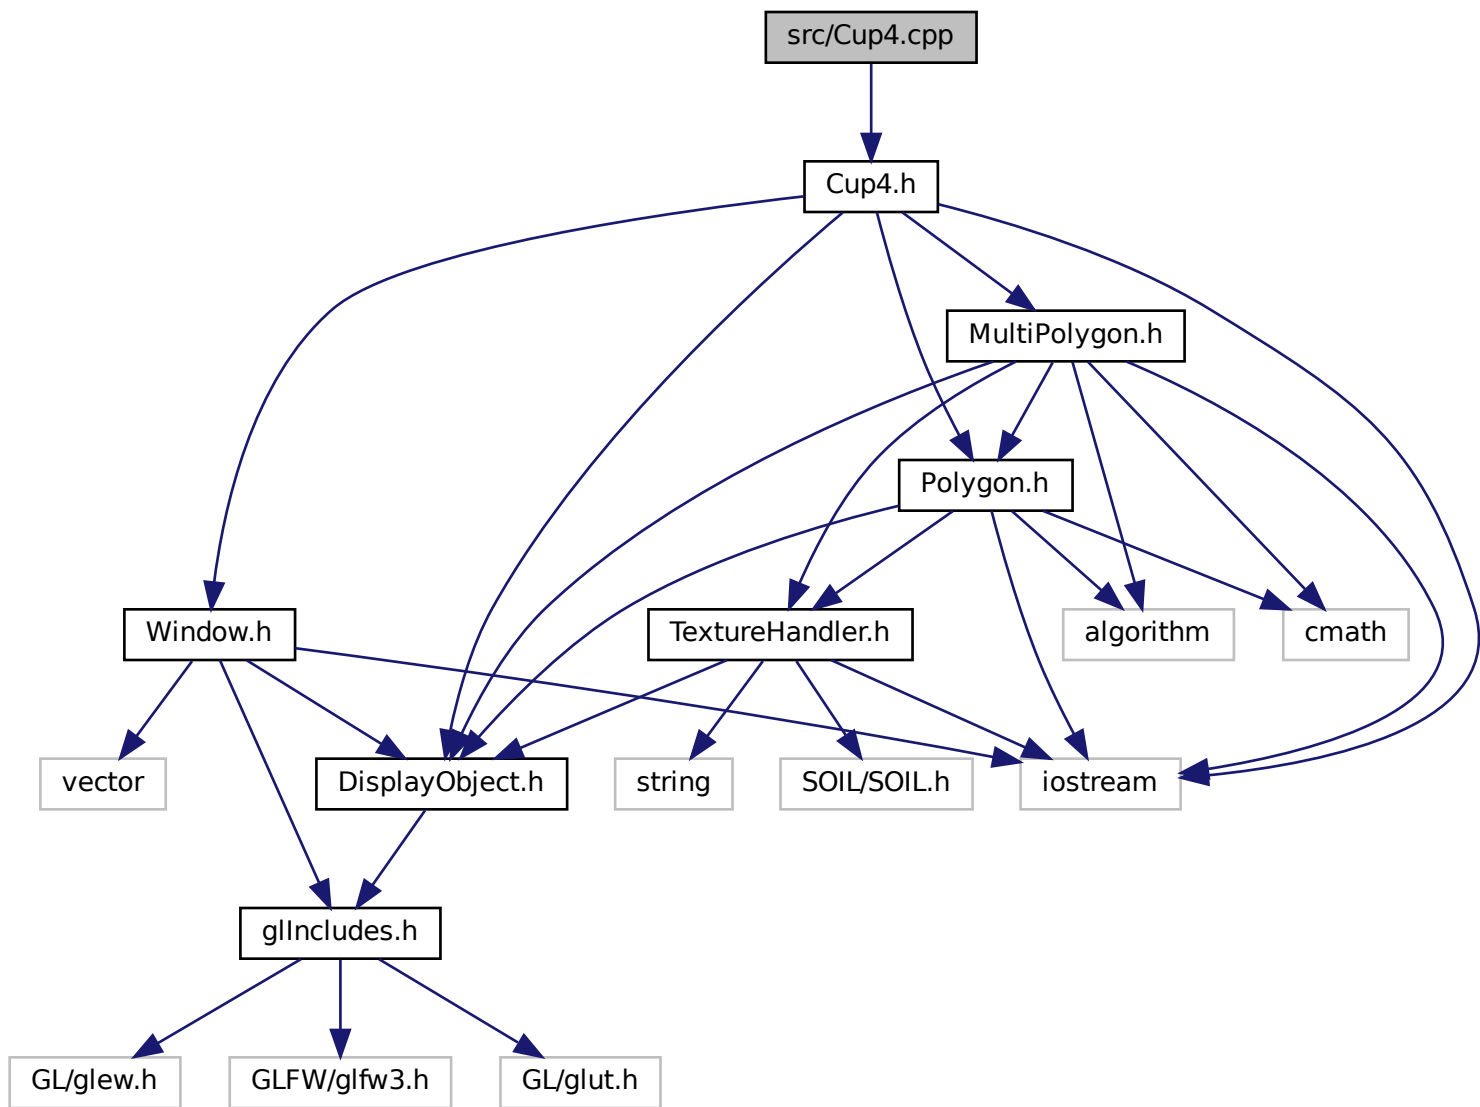 src/Cup4.cpp
Cup4.h
MultiPolygon.h
Polygon.h
Window.h
TextureHandler.h
algorithm
cmath
vector
DisplayObject.h
string
SOIL/SOIL.h
iostream
glIncludes.h
GL/glew.h
GLFW/glfw3.h
GL/glut.h